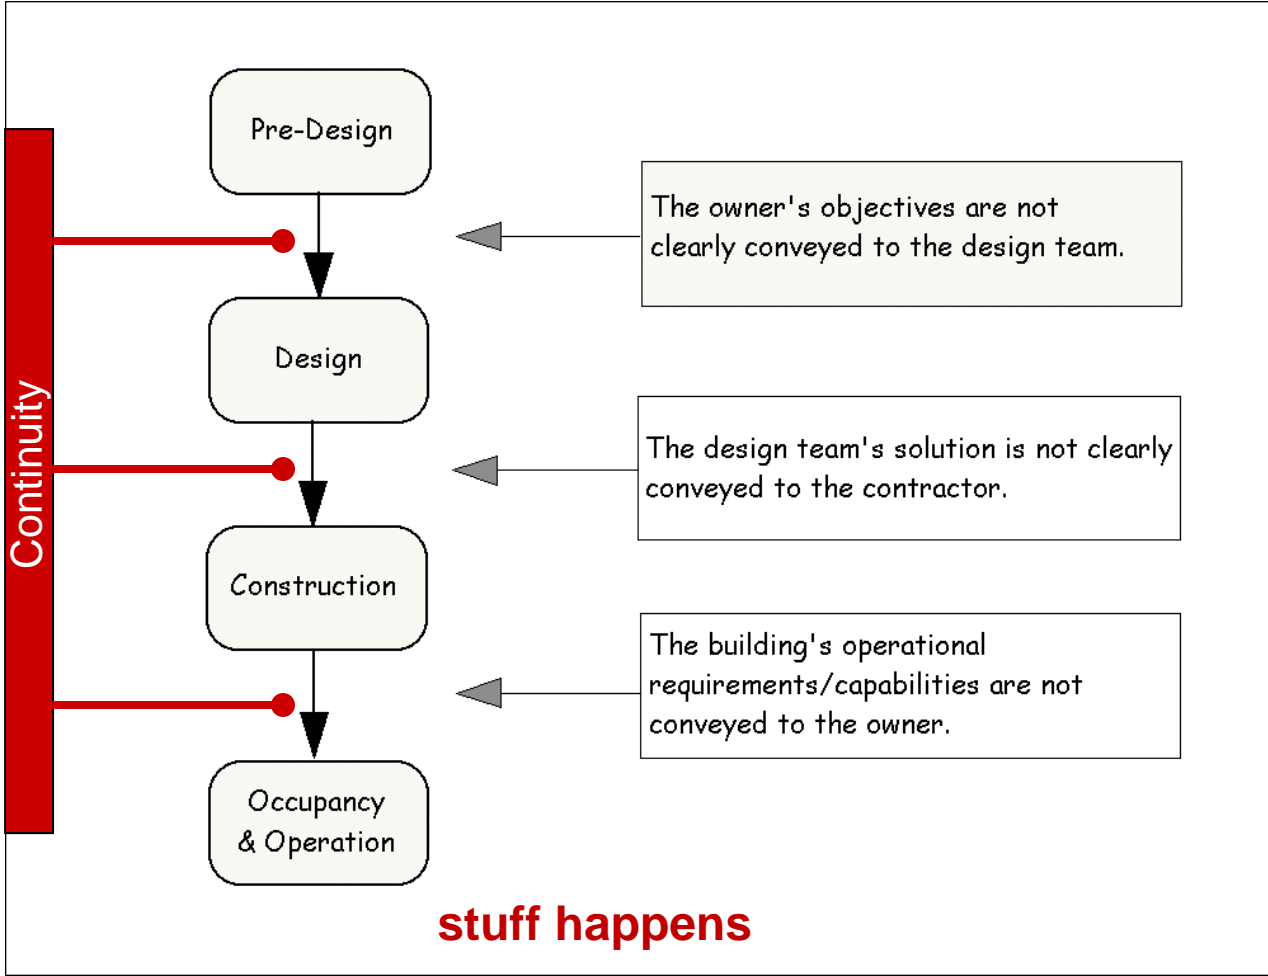 Pre-Design
The owner's objectives are not
clearly conveyed to the design team.
Design
Continuity
The design team's solution is not clearly
conveyed to the contractor.
Construction
The building's operational
requirements/capabilities are not
conveyed to the owner.
Occupancy
& Operation
stuff happens